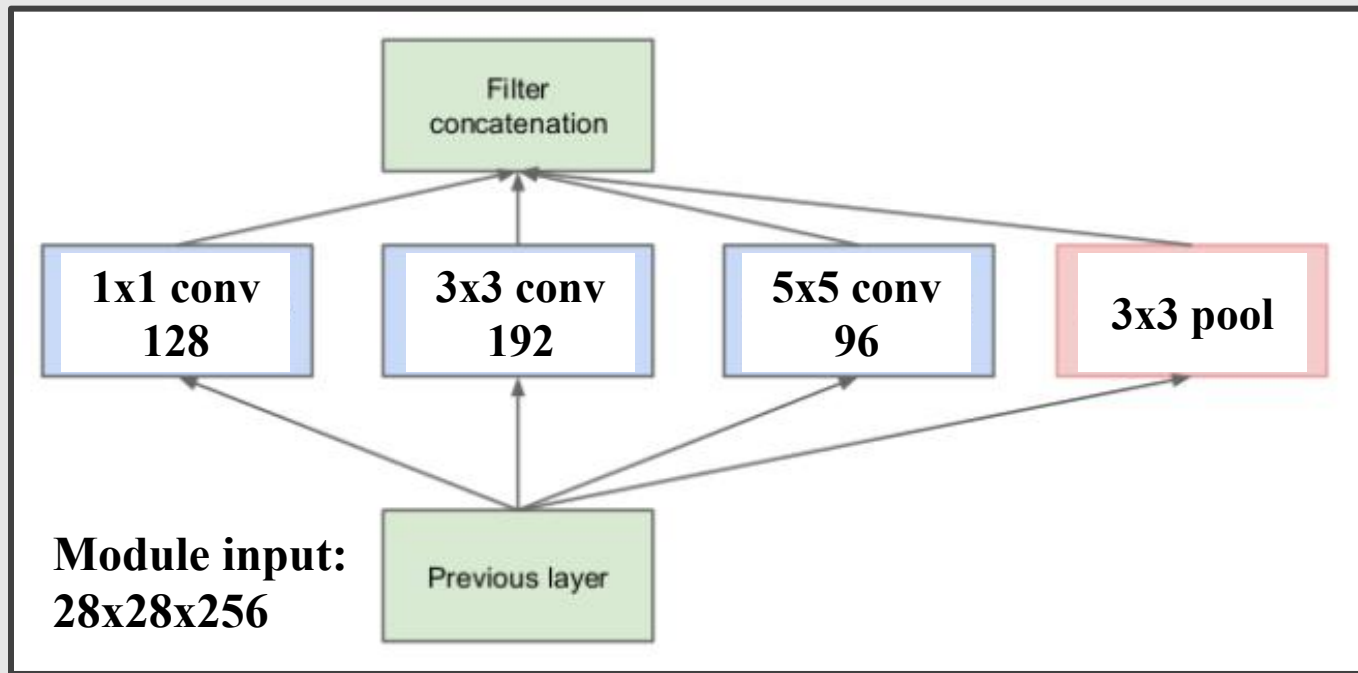 Filter
concatenation
1x1 conv
128
3x3 conv
192
5x5 conv
96
3x3 pool
Module input:
28x28x256
Previous layer